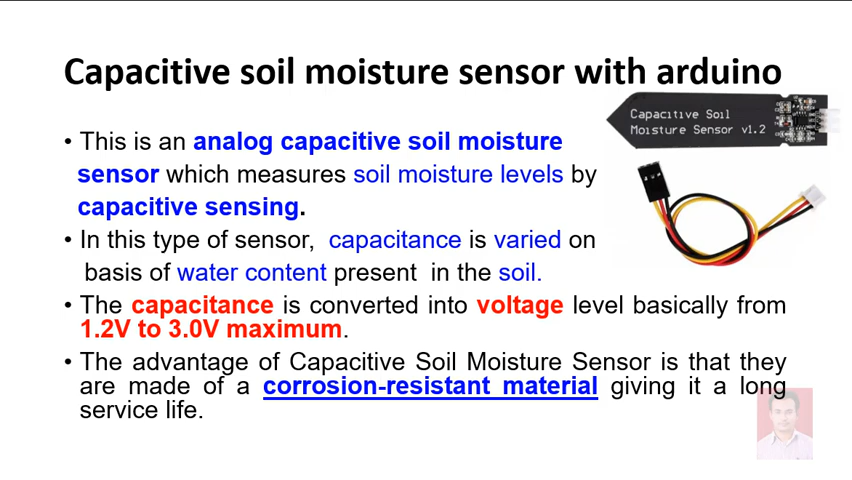 Capacitive soil moisture sensor with arduino
Capacitive Soil
Moisture Sensor v1.2
• This is an analog capacitive soil moisture
sensor which measures soil moisture levels by
capacitive sensing.
• In this type of sensor, capacitance is varied on
basis of water content present in the soil.
• The capacitance is converted into voltage level basically from
1.2V to 3.0V maximum.
• The advantage of Capacitive Soil Moisture Sensor is that they
are made of a corrosion-resistant material giving it a long
service life.